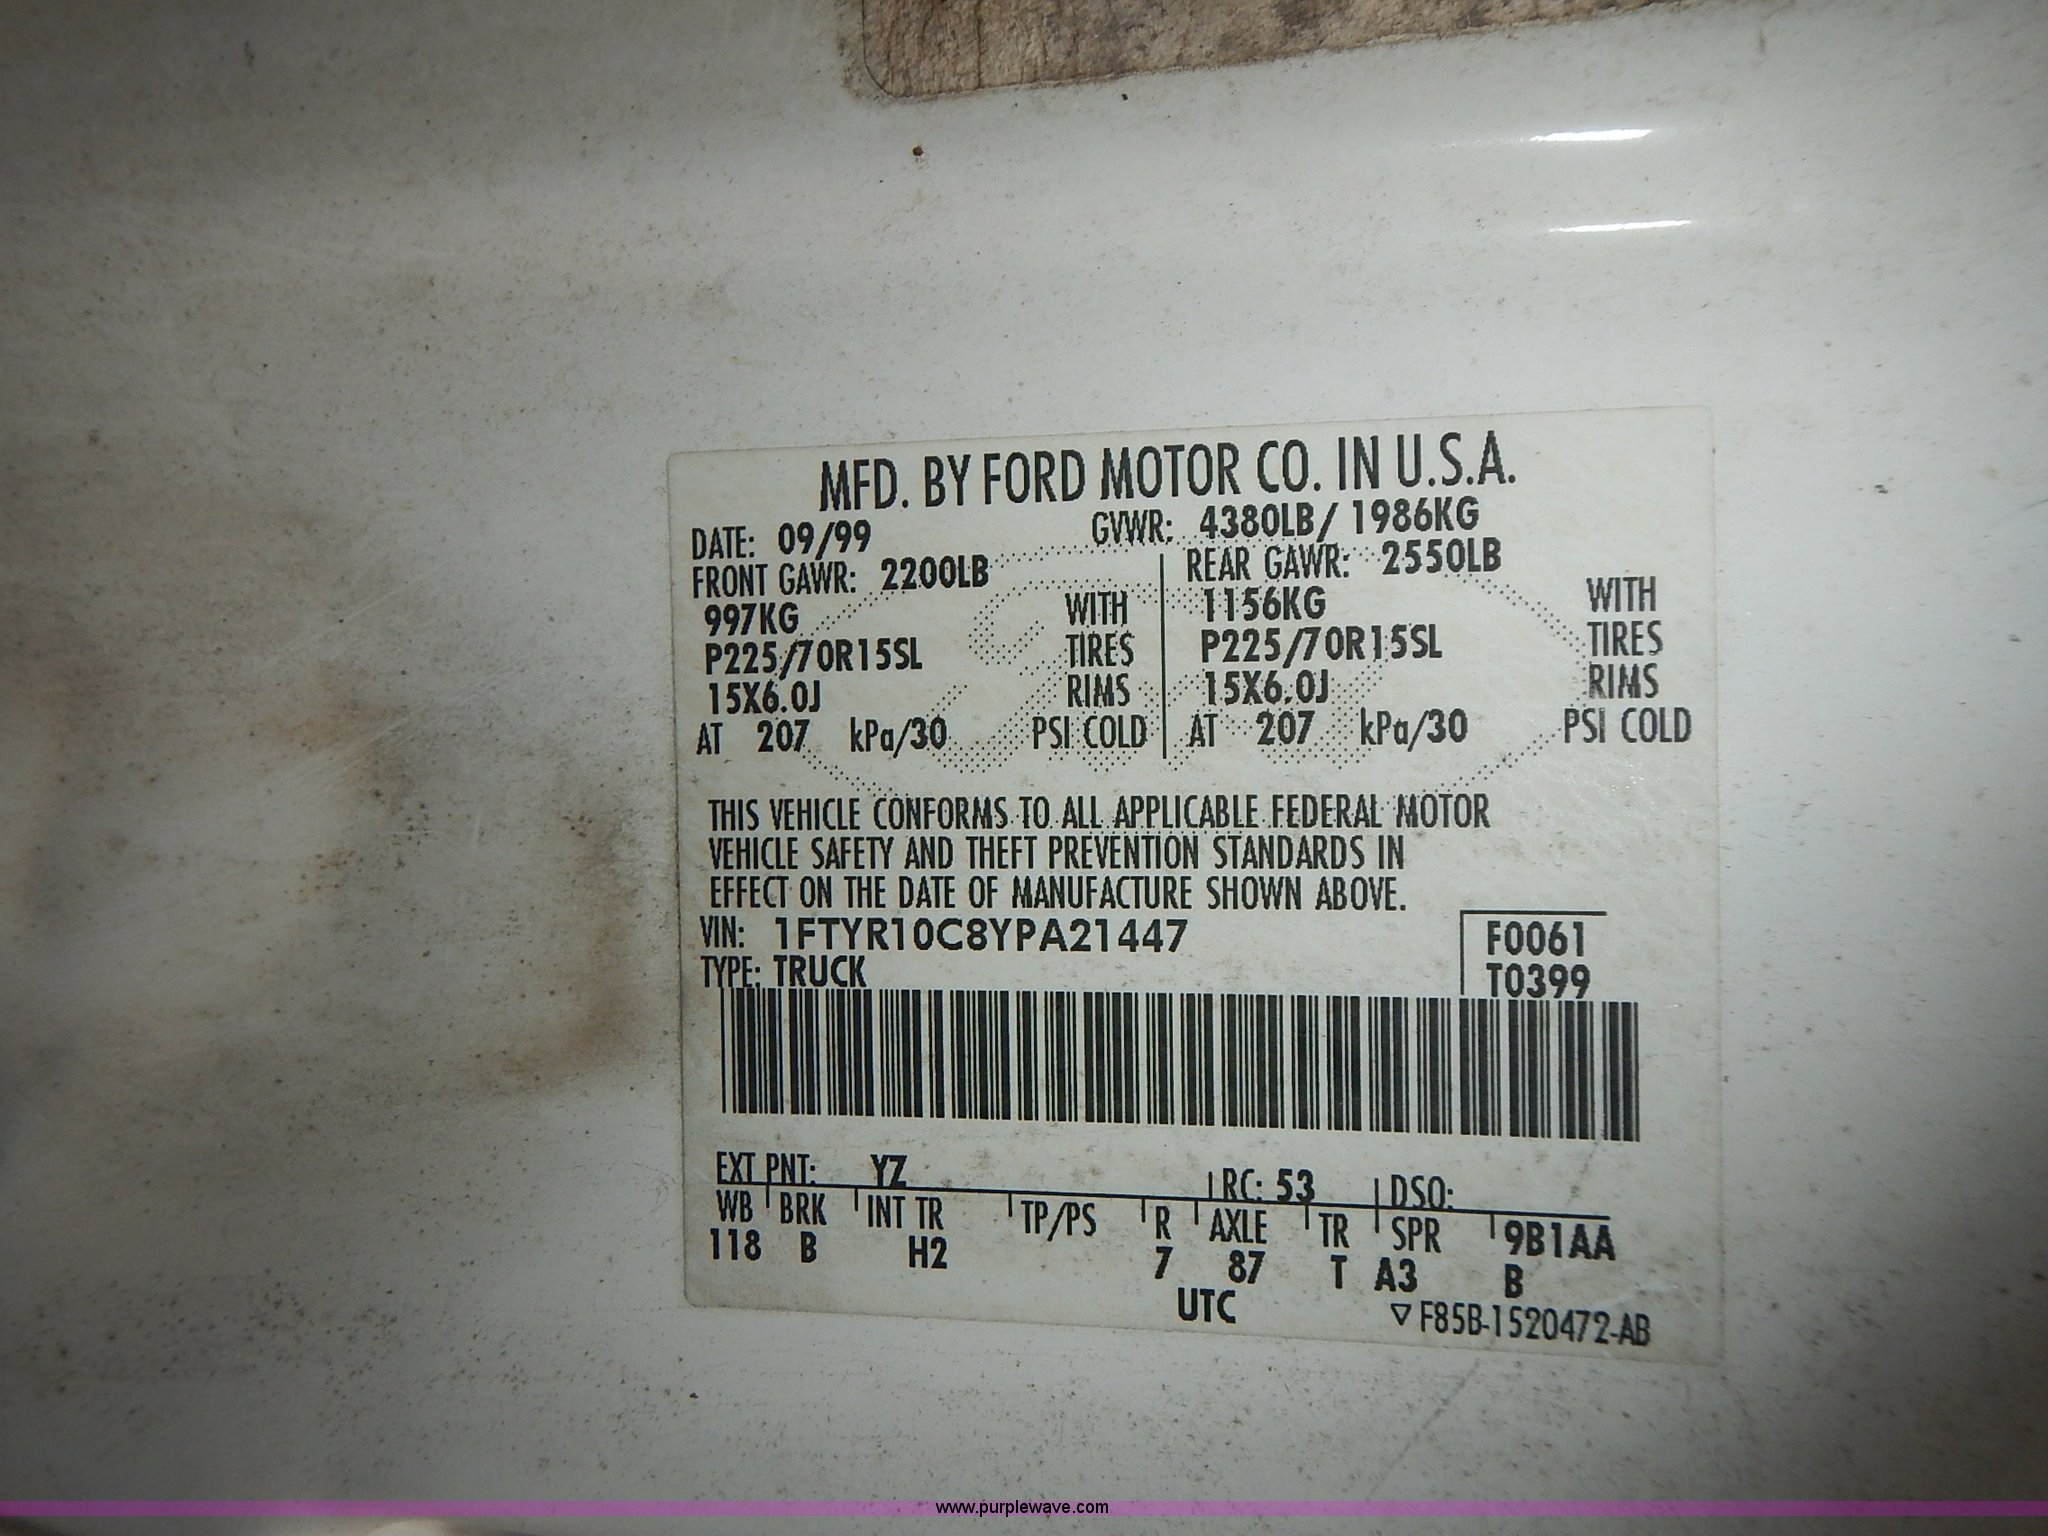 MFD. BY FORD MOTOR CO. IN U.S.A.
DATE: 09/99 GVWR: 4380LB/ 1986KG
FRONT GAWR: 2200LB REAR GAWR: 2550LB
997KG WITH 1156KG WITH
P225/70R15SL TIRES P225/70R15SL TIRES
15X6.0J RIMS 15X6.0J RIMS
AT 207 kPa/30 PSI COLD AT 207 kPa/30 PSI COLD
THIS VEHICLE CONFORMS TO ALL APPLICABLE FEDERAL MOTOR
VEHICLE SAFETY AND THEFT PREVENTION STANDARDS IN
EFFECT ON THE DATE OF MANUFACTURE SHOWN ABOVE.
VIN: 1FTYR10C8YPA21447 F0061
TYPE: TRUCK T0399
EXT PNT: YZ RC: 53 DSO:
WB BRK INT TR TP/PS R AXLE TR SPR 9B1AA
118 B H2 7 87 T A3 B
UTC ▽ F85B-1520472-AB
www.purplewave.com